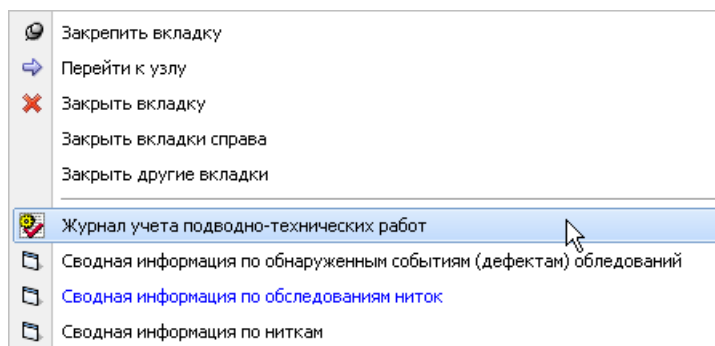 Закрепить вкладку
Перейти к узлу
Закрыть вкладку
Закрыть вкладки справа
Закрыть другие вкладки
Журнал учета подводно-технических работ
Сводная информация по обнаруженным событиям (дефектам) обледований
Сводная информация по обследованиям ниток
Сводная информация по ниткам